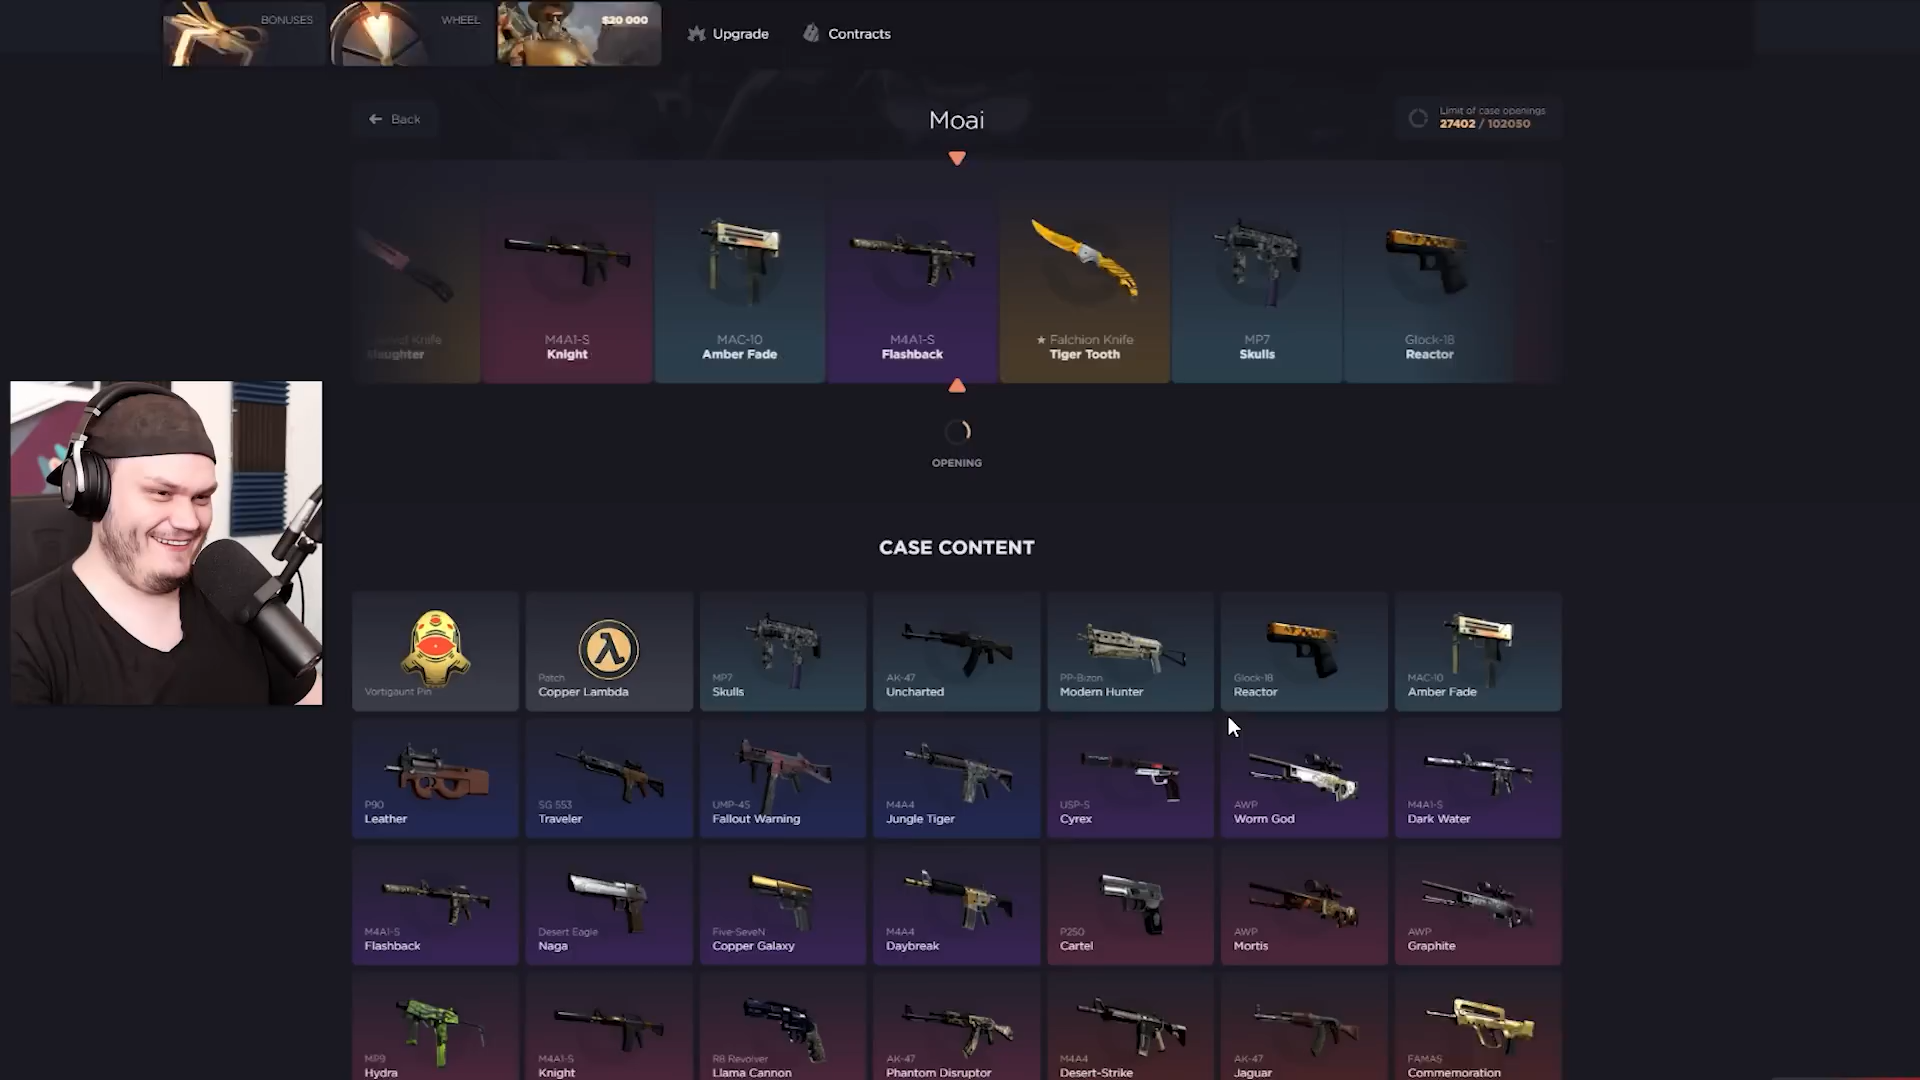 BONUSES
WHEEL
$20 000
Upgrade
Contracts
Back
Moai
Limit of case openings
27402 / 102050
Knife
M4A1-S
Knight
MAC-10
Amber Fade
M4A1-S
Flashback
★ Falchion Knife
Tiger Tooth
MP7
Skulls
Glock-18
Reactor
OPENING
CASE CONTENT
Vortigaunt Pin
Patch
Copper Lambda
MP7
Skulls
AK-47
Uncharted
PP-Bizon
Modern Hunter
Glock-18
Reactor
MAC-10
Amber Fade
P90
Leather
SG 553
Traveler
UMP-45
Fallout Warning
M4A4
Jungle Tiger
USP-S
Cyrex
AWP
Worm God
M4A1-S
Dark Water
M4A1-S
Flashback
Desert Eagle
Naga
Five-SeveN
Copper Galaxy
M4A4
Daybreak
P250
Cartel
AWP
Mortis
AWP
Graphite
MP9
Hydra
M4A1-S
Knight
R8 Revolver
Llama Cannon
AK-47
Phantom Disruptor
M4A4
Desert-Strike
AK-47
Jaguar
FAMAS
Commemoration